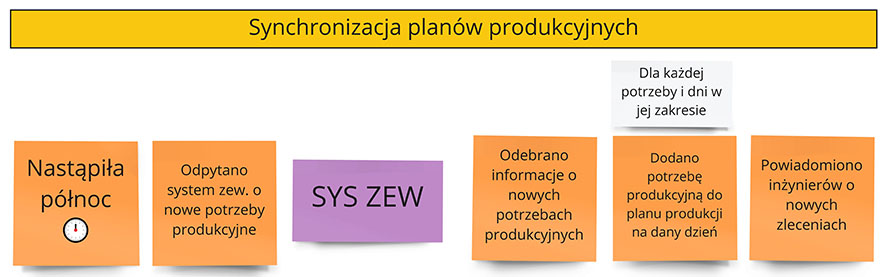 Synchronizacja planów produkcyjnych
Dla każdej
potrzeby i dni w
jej zakresie
Nastąpiła
północ
Odpytano
system zew. o
nowe potrzeby
produkcyjne
SYS ZEW
Odebrano
informacje o
nowych
potrzebach
produkcyjnych
Dodano
potrzebę
produkcyjną do
planu produkcji
na dany dzień
Powiadomiono
inżynierów o
nowych
zleceniach